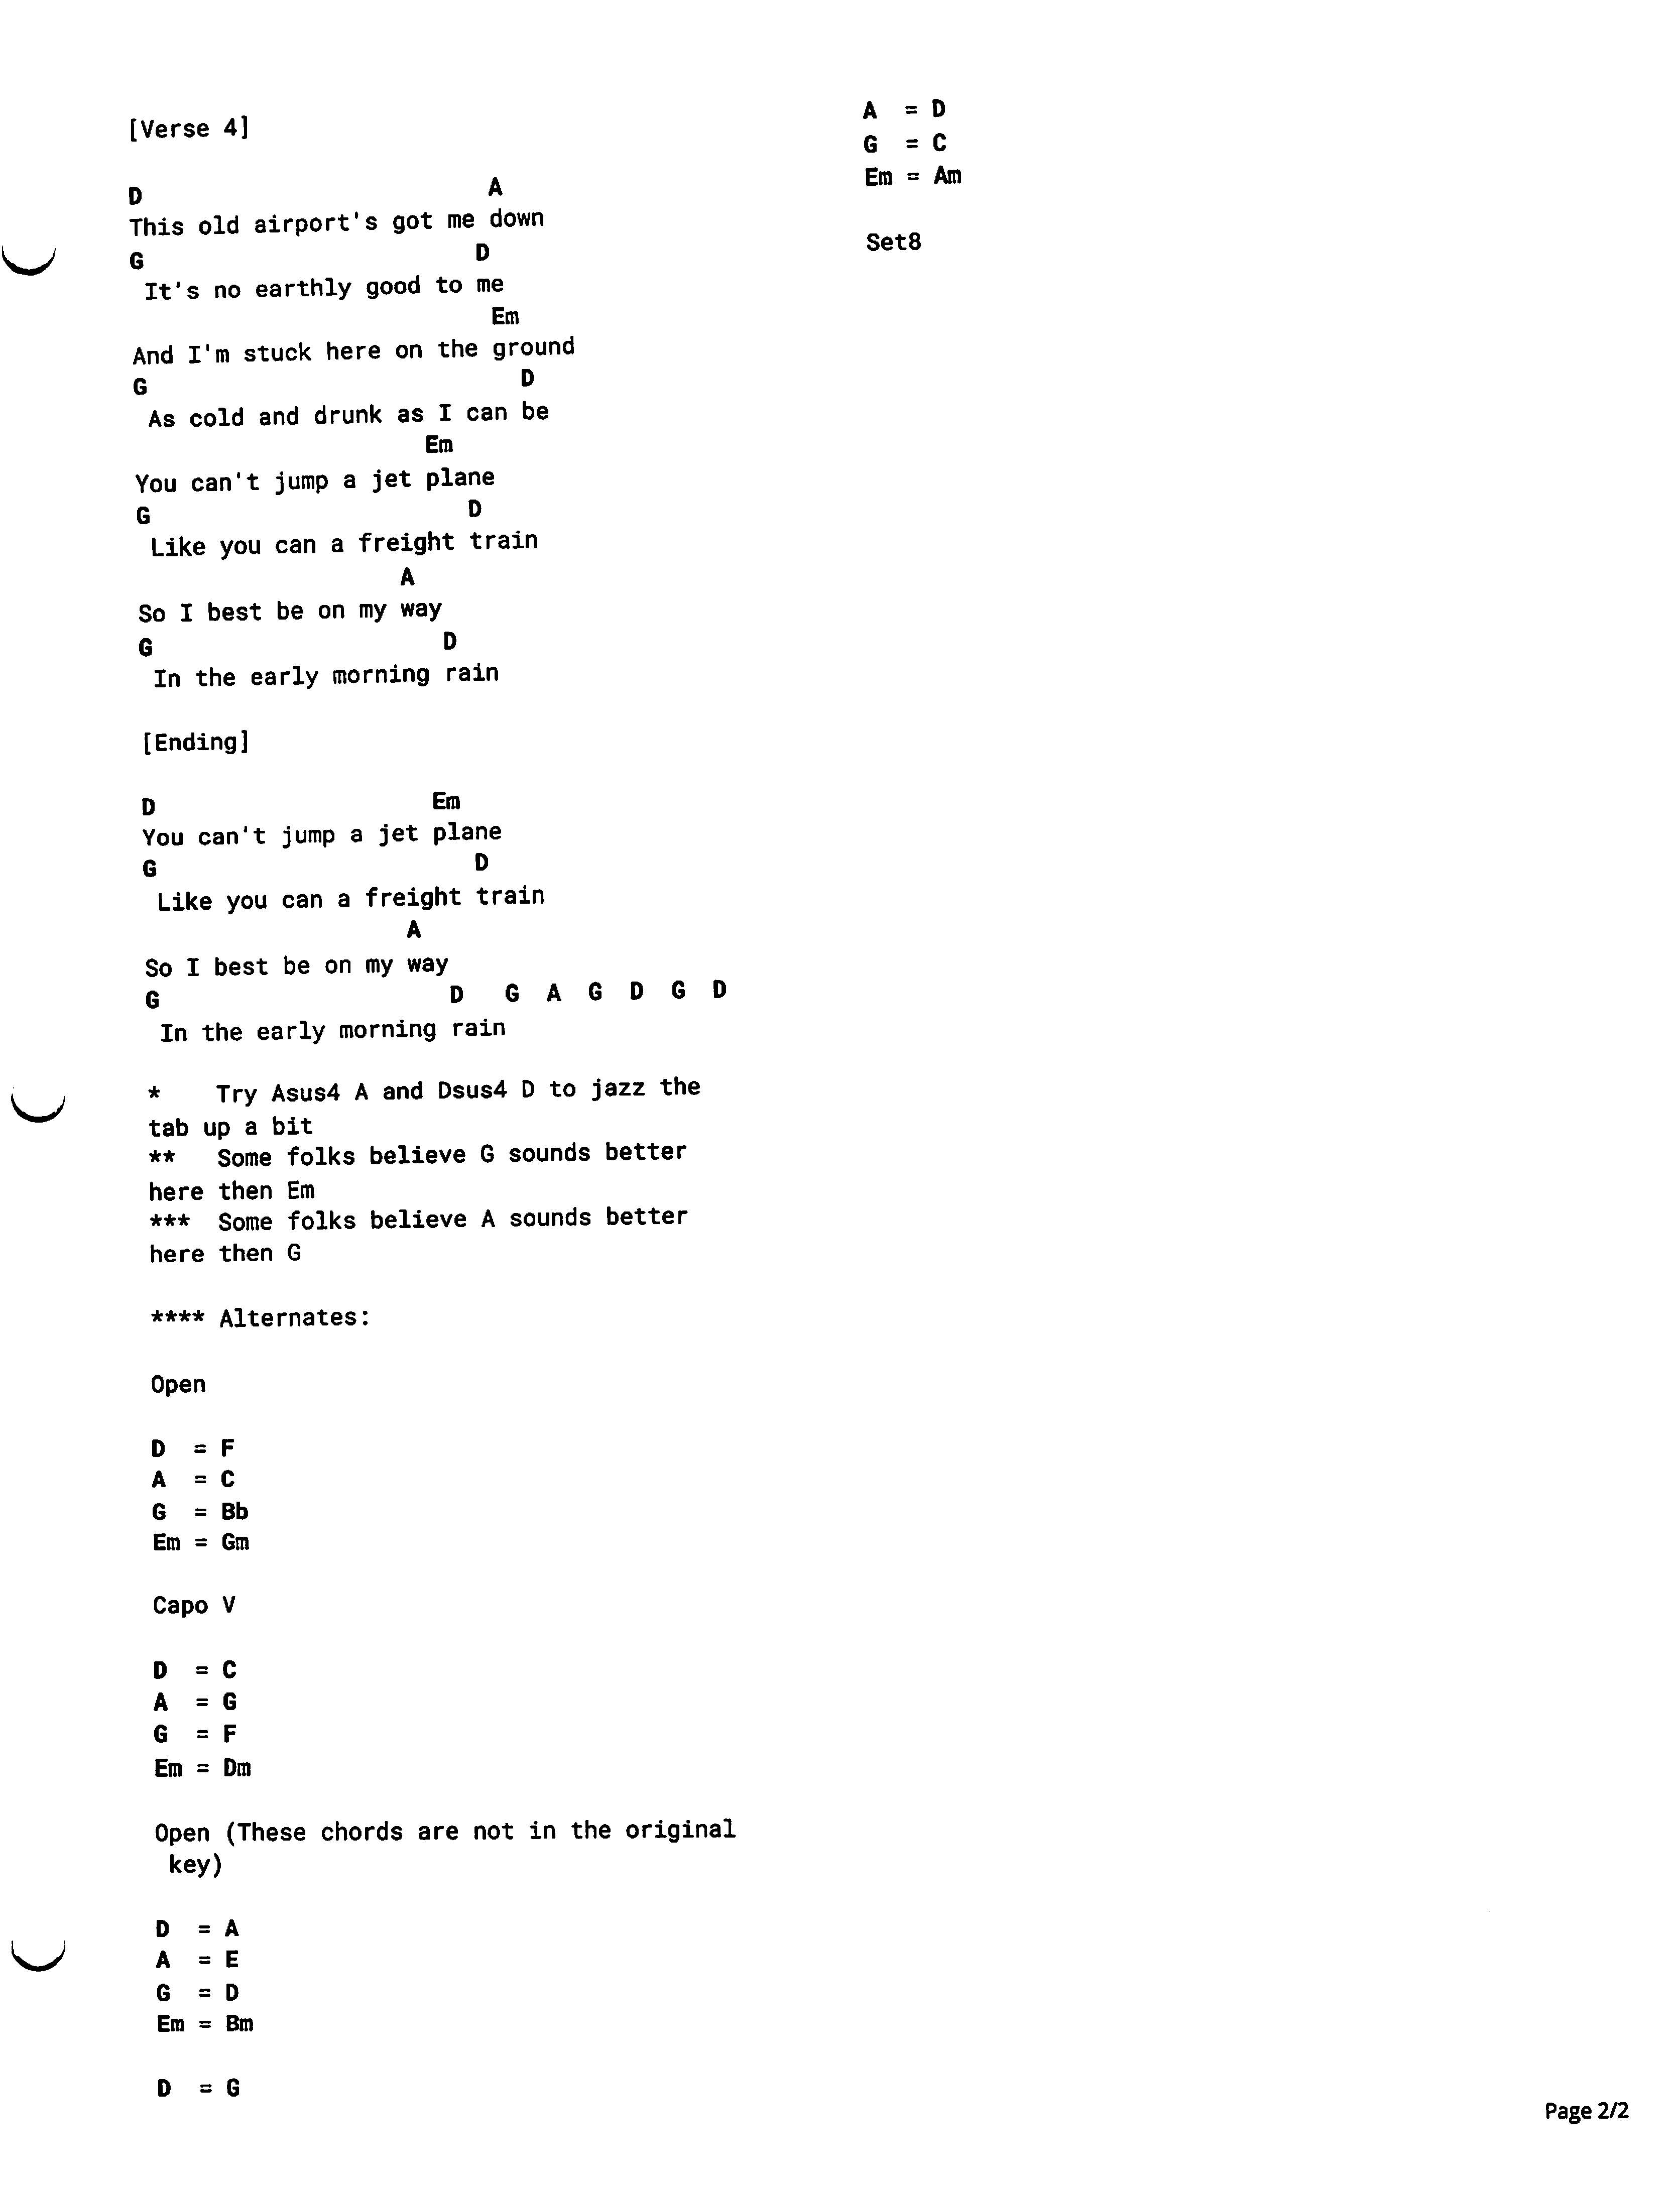 [Verse 4]

D                         A
This old airport's got me down
G                        D
 It's no earthly good to me
                          Em
And I'm stuck here on the ground
G                           D
 As cold and drunk as I can be
                     Em
You can't jump a jet plane
G                       D
 Like you can a freight train
                   A
So I best be on my way
G                     D
 In the early morning rain

[Ending]

D                    Em
You can't jump a jet plane
G                       D
 Like you can a freight train
                   A
So I best be on my way
G                     D   G  A  G  D  G  D
 In the early morning rain

*    Try Asus4 A and Dsus4 D to jazz the
tab up a bit
**   Some folks believe G sounds better
here then Em
***  Some folks believe A sounds better
here then G

**** Alternates:

Open

D  = F
A  = C
G  = Bb
Em = Gm

Capo V

D  = C
A  = G
G  = F
Em = Dm

Open (These chords are not in the original
 key)

D  = A
A  = E
G  = D
Em = Bm

D  = G
A  = D
G  = C
Em = Am

Set8

Page 2/2